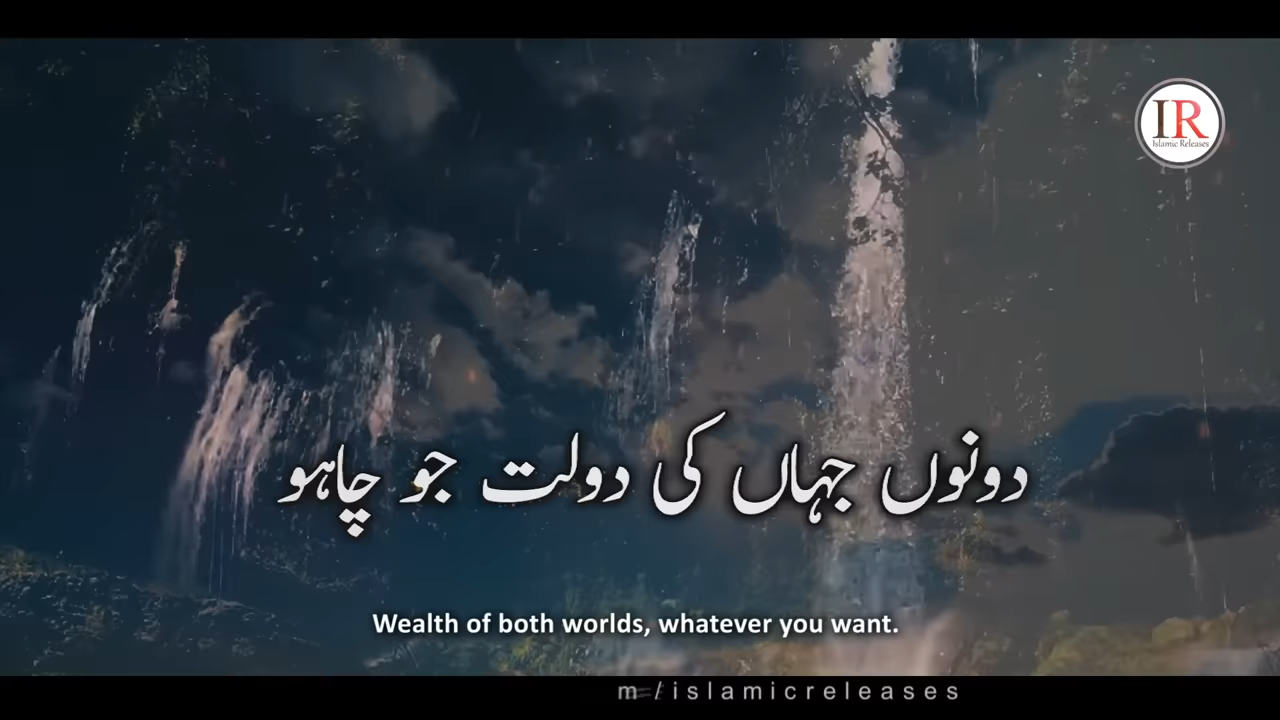 IR
Islamic Releases
دونوں جہاں کی دولت جو چاہو
Wealth of both worlds, whatever you want.
/islamicreleases